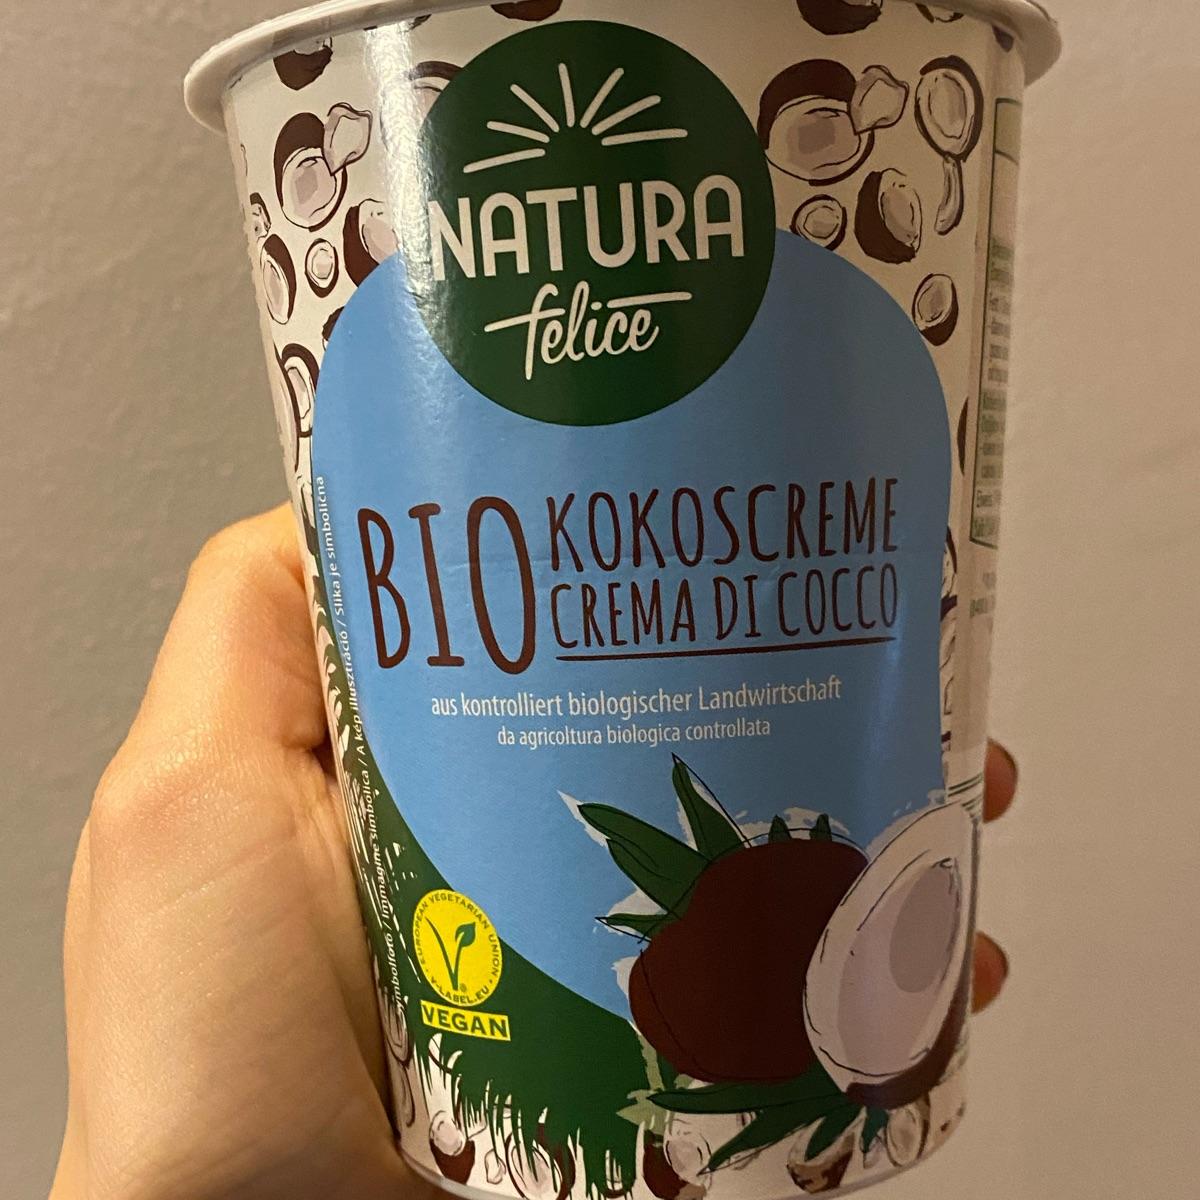 NATURA
felice
BIO
KOKOSCREME
CREMA DI COCCO
aus kontrolliert biologischer Landwirtschaft
da agricoltura biologica controllata
Symbolfoto / Immagine simbolica / A kép illusztráció / Slika je simbolična
EUROPEAN VEGETARIAN UNION
V-LABEL.EU
VEGAN